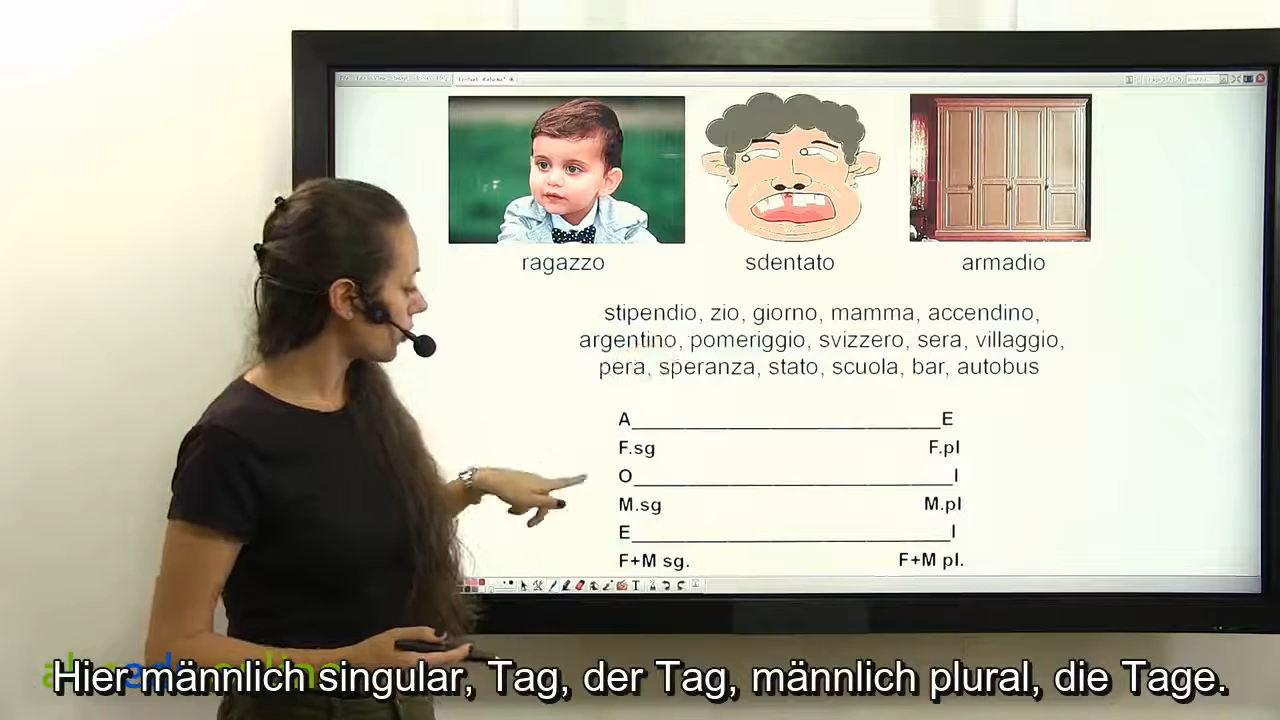 ragazzo
sdentato
armadio
stipendio, zio, giorno, mamma, accendino,
argentino, pomeriggio, svizzero, sera, villaggio,
pera, speranza, stato, scuola, bar, autobus
A E
F.sg F.pl
O I
M.sg M.pl
E I
F+M sg. F+M pl.
Hier männlich singular, Tag, der Tag, männlich plural, die Tage.